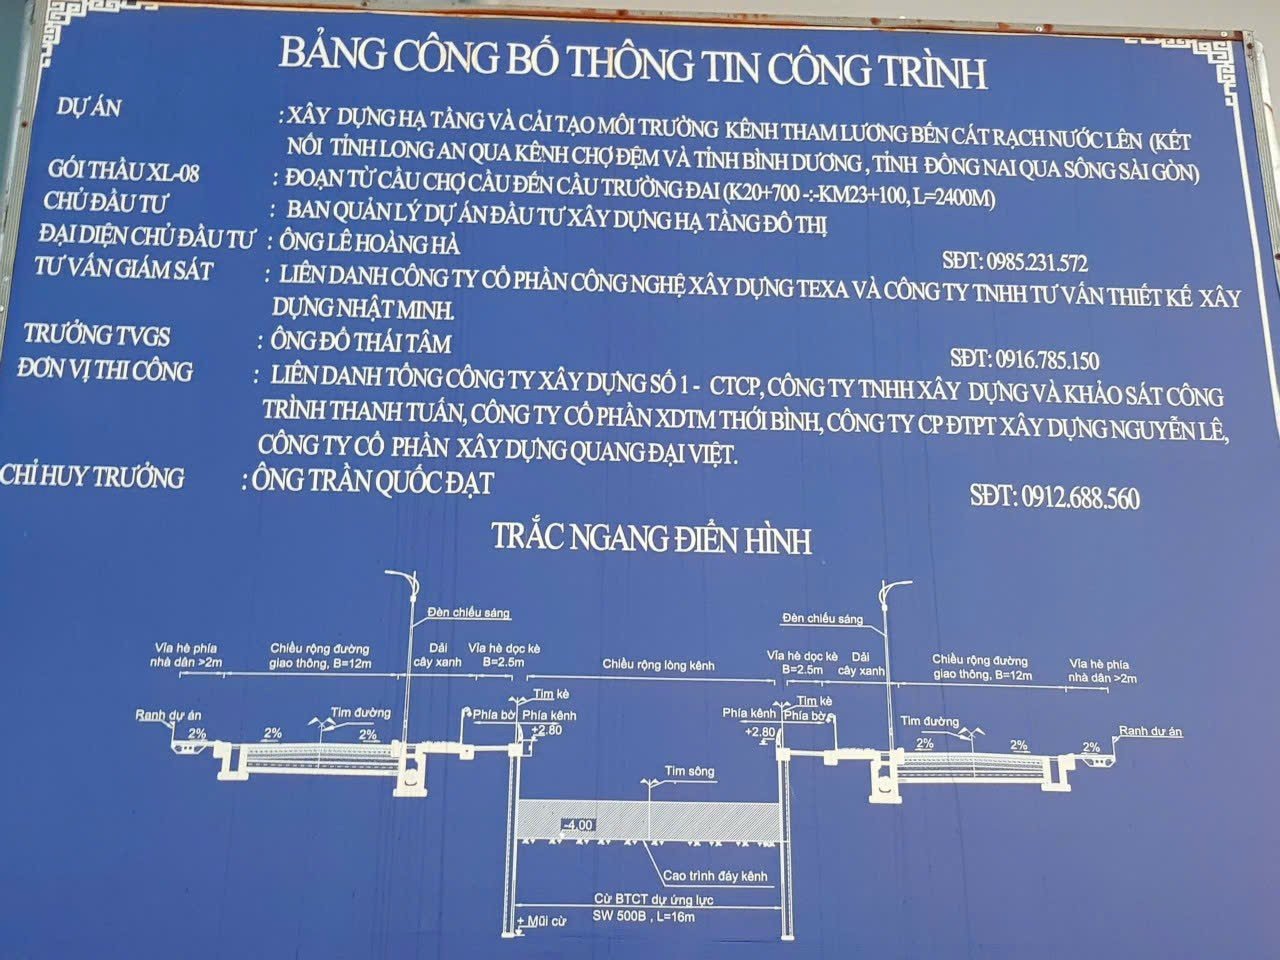 BẢNG CÔNG BỐ THÔNG TIN CÔNG TRÌNH
DỰ ÁN : XÂY DỰNG HẠ TẦNG VÀ CẢI TẠO MÔI TRƯỜNG KÊNH THAM LƯƠNG BẾN CÁT RẠCH NƯỚC LÊN (KẾT
NỐI TỈNH LONG AN QUA KÊNH CHỢ ĐỆM VÀ TỈNH BÌNH DƯƠNG , TỈNH ĐỒNG NAI QUA SÔNG SÀI GÒN)
GÓI THẦU XL-08 : ĐOẠN TỪ CẦU CHỢ CẦU ĐẾN CẦU TRƯỜNG ĐAI (K20+700 -:-KM23+100, L=2400M)
CHỦ ĐẦU TƯ : BAN QUẢN LÝ DỰ ÁN ĐẦU TƯ XÂY DỰNG HẠ TẦNG ĐÔ THỊ
ĐẠI DIỆN CHỦ ĐẦU TƯ : ÔNG LÊ HOÀNG HÀ SĐT: 0985.231.572
TƯ VẤN GIÁM SÁT : LIÊN DANH CÔNG TY CỔ PHẦN CÔNG NGHỆ XÂY DỰNG TEXA VÀ CÔNG TY TNHH TƯ VẤN THIẾT KẾ XÂY
DỰNG NHẬT MINH.
TRƯỞNG TVGS : ÔNG ĐỖ THÁI TÂM SĐT: 0916.785.150
ĐƠN VỊ THI CÔNG : LIÊN DANH TỔNG CÔNG TY XÂY DỰNG SỐ 1 - CTCP, CÔNG TY TNHH XÂY DỰNG VÀ KHẢO SÁT CÔNG
TRÌNH THANH TUẤN, CÔNG TY CỔ PHẦN XDTM THỚI BÌNH, CÔNG TY CP ĐTPT XÂY DỰNG NGUYỄN LÊ,
CÔNG TY CỔ PHẦN XÂY DỰNG QUANG ĐẠI VIỆT.
CHỈ HUY TRƯỞNG : ÔNG TRẦN QUỐC ĐẠT SĐT: 0912.688.560
TRẮC NGANG ĐIỂN HÌNH
Đèn chiếu sáng Đèn chiếu sáng
Vỉa hè phía
nhà dân >2m
Chiều rộng đường
giao thông, B=12m
Dải
cây xanh
Vỉa hè dọc kè
B=2.5m
Chiều rộng lòng kênh
Vỉa hè dọc kè
B=2.5m
Dải
cây xanh
Chiều rộng đường
giao thông, B=12m
Vỉa hè phía
nhà dân >2m
Tim kè Tim kè
Ranh dự án Tim đường Phía bờ Phía kênh Phía kênh Phía bờ Tim đường Ranh dự án
2% 2% 2% +2.80 +2.80 2% 2% 2%
Tim sông
-4.00
Cao trình đáy kênh
Cừ BTCT dự ứng lực
SW 500B , L=16m
+ Mũi cừ